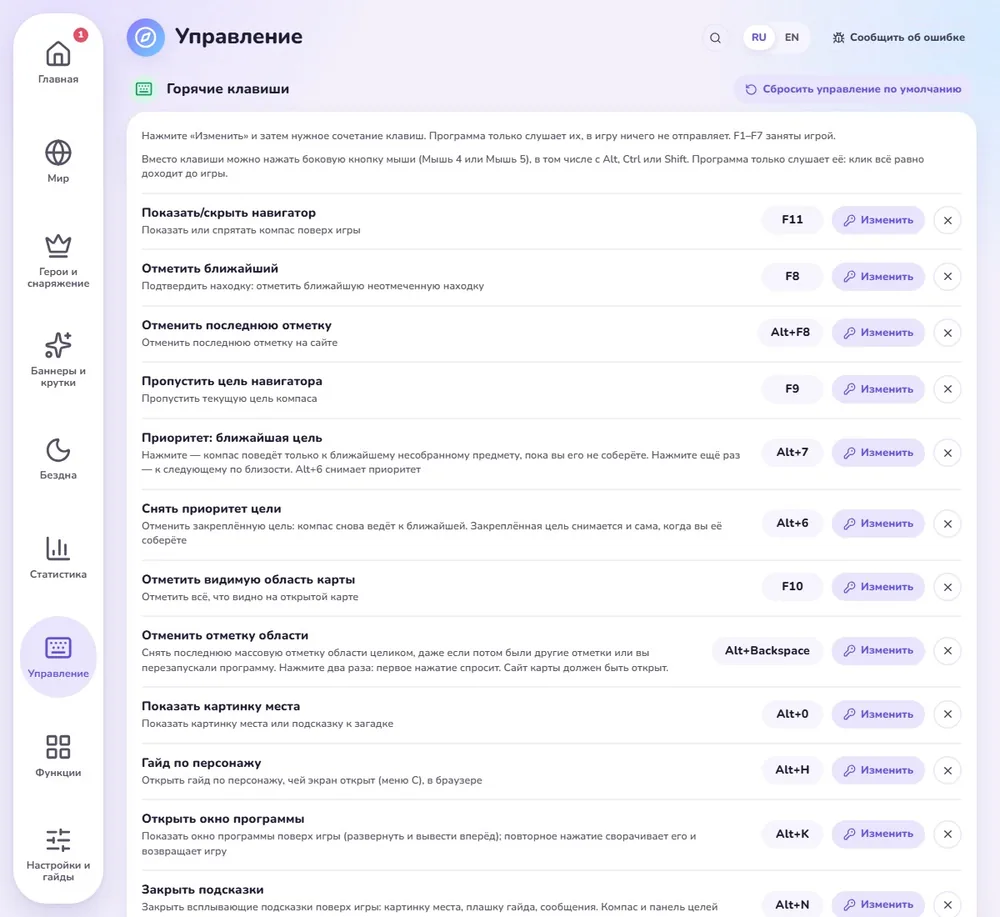 1
Главная
Мир
Герои и
снаряжение
Баннеры и
крутки
Бездна
Статистика
Управление
Функции
Настройки и
гайды
Управление
RU
EN
Сообщить об ошибке
Горячие клавиши
Сбросить управление по умолчанию
Нажмите «Изменить» и затем нужное сочетание клавиш. Программа только слушает их, в игру ничего не отправляет. F1–F7 заняты игрой.
Вместо клавиши можно нажать боковую кнопку мыши (Мышь 4 или Мышь 5), в том числе с Alt, Ctrl или Shift. Программа только слушает её: клик всё равно
доходит до игры.
Показать/скрыть навигатор
Показать или спрятать компас поверх игры
F11
Изменить
Отметить ближайший
Подтвердить находку: отметить ближайшую неотмеченную находку
F8
Изменить
Отменить последнюю отметку
Отменить последнюю отметку на сайте
Alt+F8
Изменить
Пропустить цель навигатора
Пропустить текущую цель компаса
F9
Изменить
Приоритет: ближайшая цель
Нажмите — компас поведёт только к ближайшему несобранному предмету, пока вы его не соберёте. Нажмите ещё раз
— к следующему по близости. Alt+6 снимает приоритет
Alt+7
Изменить
Снять приоритет цели
Отменить закреплённую цель: компас снова ведёт к ближайшей. Закреплённая цель снимается и сама, когда вы её
соберёте
Alt+6
Изменить
Отметить видимую область карты
Отметить всё, что видно на открытой карте
F10
Изменить
Отменить отметку области
Снять последнюю массовую отметку области целиком, даже если потом были другие отметки или вы
перезапускали программу. Нажмите два раза: первое нажатие спросит. Сайт карты должен быть открыт.
Alt+Backspace
Изменить
Показать картинку места
Показать картинку места или подсказку к загадке
Alt+0
Изменить
Гайд по персонажу
Открыть гайд по персонажу, чей экран открыт (меню C), в браузере
Alt+H
Изменить
Открыть окно программы
Показать окно программы поверх игры (развернуть и вывести вперёд); повторное нажатие сворачивает его и
возвращает игру
Alt+K
Изменить
Закрыть подсказки
Закрыть всплывающие подсказки поверх игры: картинку места, плашку гайда, сообщения. Компас и панель целей
Alt+N
Изменить